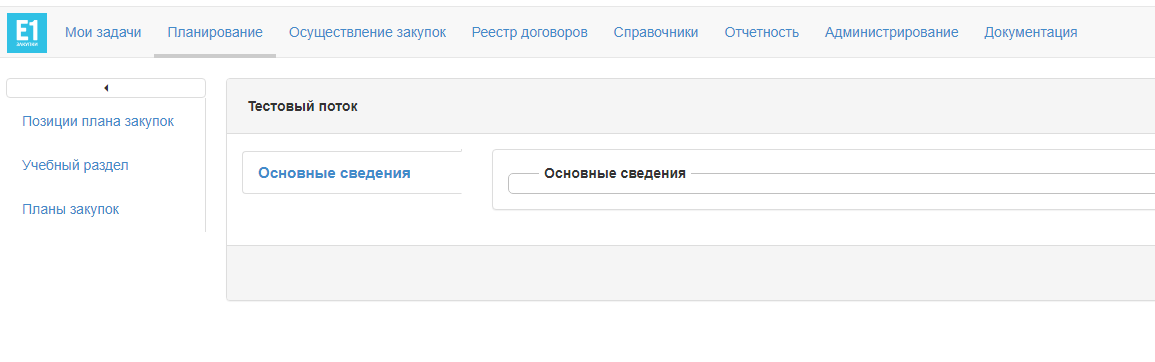 E1
ЗАКУПКИ
Мои задачи Планирование Осуществление закупок Реестр договоров Справочники Отчетность Администрирование Документация
Позиции плана закупок
Учебный раздел
Планы закупок
Тестовый поток
Основные сведения
Основные сведения